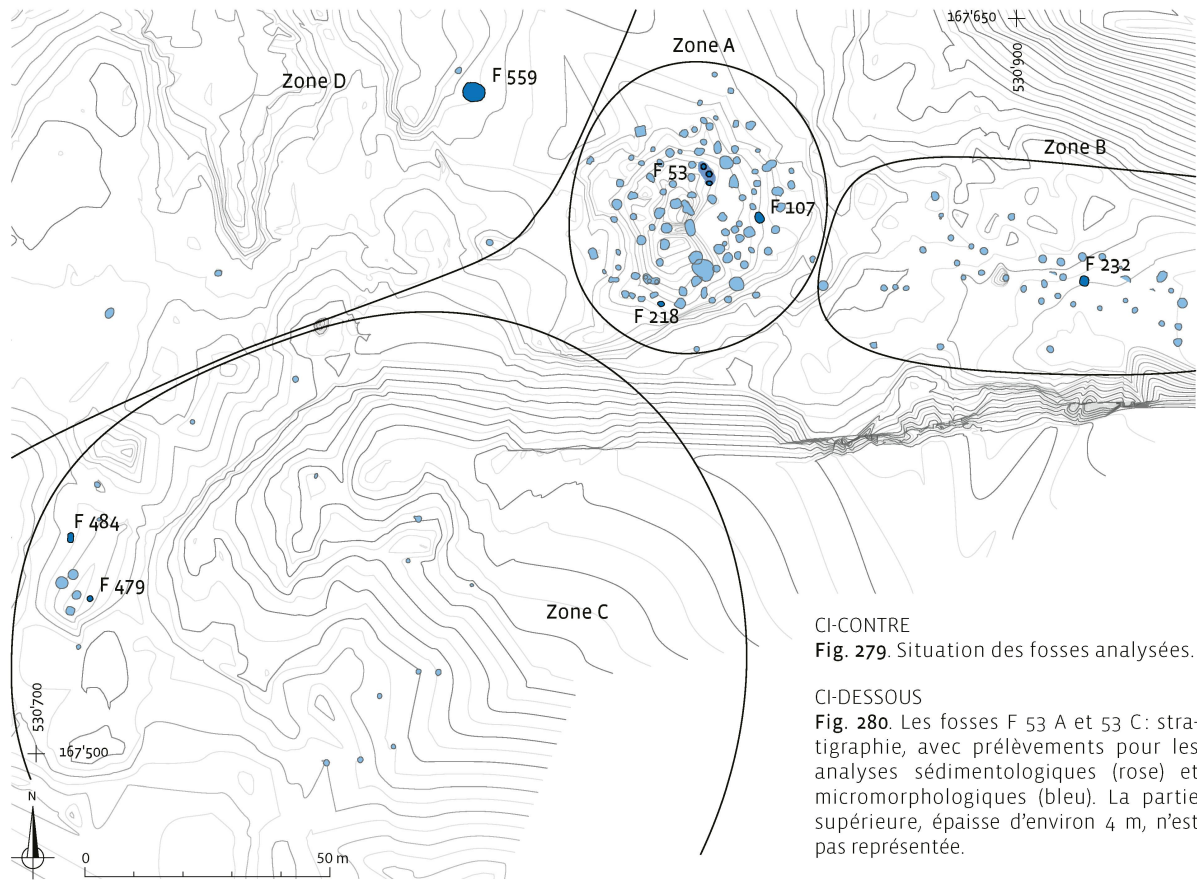 167'650
530'900
Zone A
Zone D
F 559
Zone B
F 53
F 107
F 232
F 218
F 484
F 479
Zone C
530'700
167'500
N
0
50 m
CI-CONTRE
Fig. 279. Situation des fosses analysées.
CI-DESSOUS
Fig. 280. Les fosses F 53 A et 53 C : stra-
tigraphie, avec prélèvements pour les
analyses sédimentologiques (rose) et
micromorphologiques (bleu). La partie
supérieure, épaisse d'environ 4 m, n'est
pas représentée.